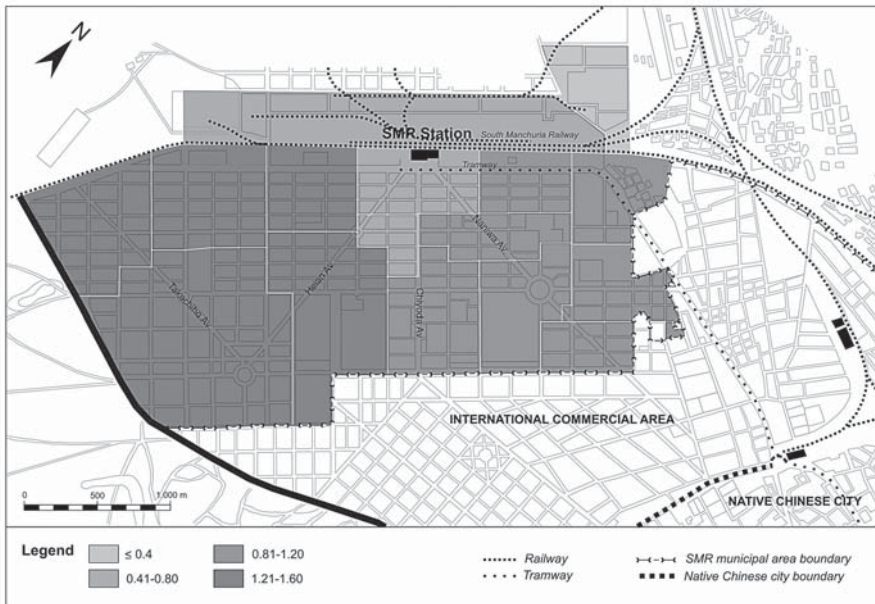 N
SMR Station
South Manchuria Railway
Tramway
Naniwa Av.
Heian Av.
Takachiho Av.
Chiyoda Av.
INTERNATIONAL COMMERCIAL AREA
NATIVE CHINESE CITY
0 500 1.000 m
Legend
≤ 0.4
0.41-0.80
0.81-1.20
1.21-1.60
Railway
Tramway
SMR municipal area boundary
Native Chinese city boundary